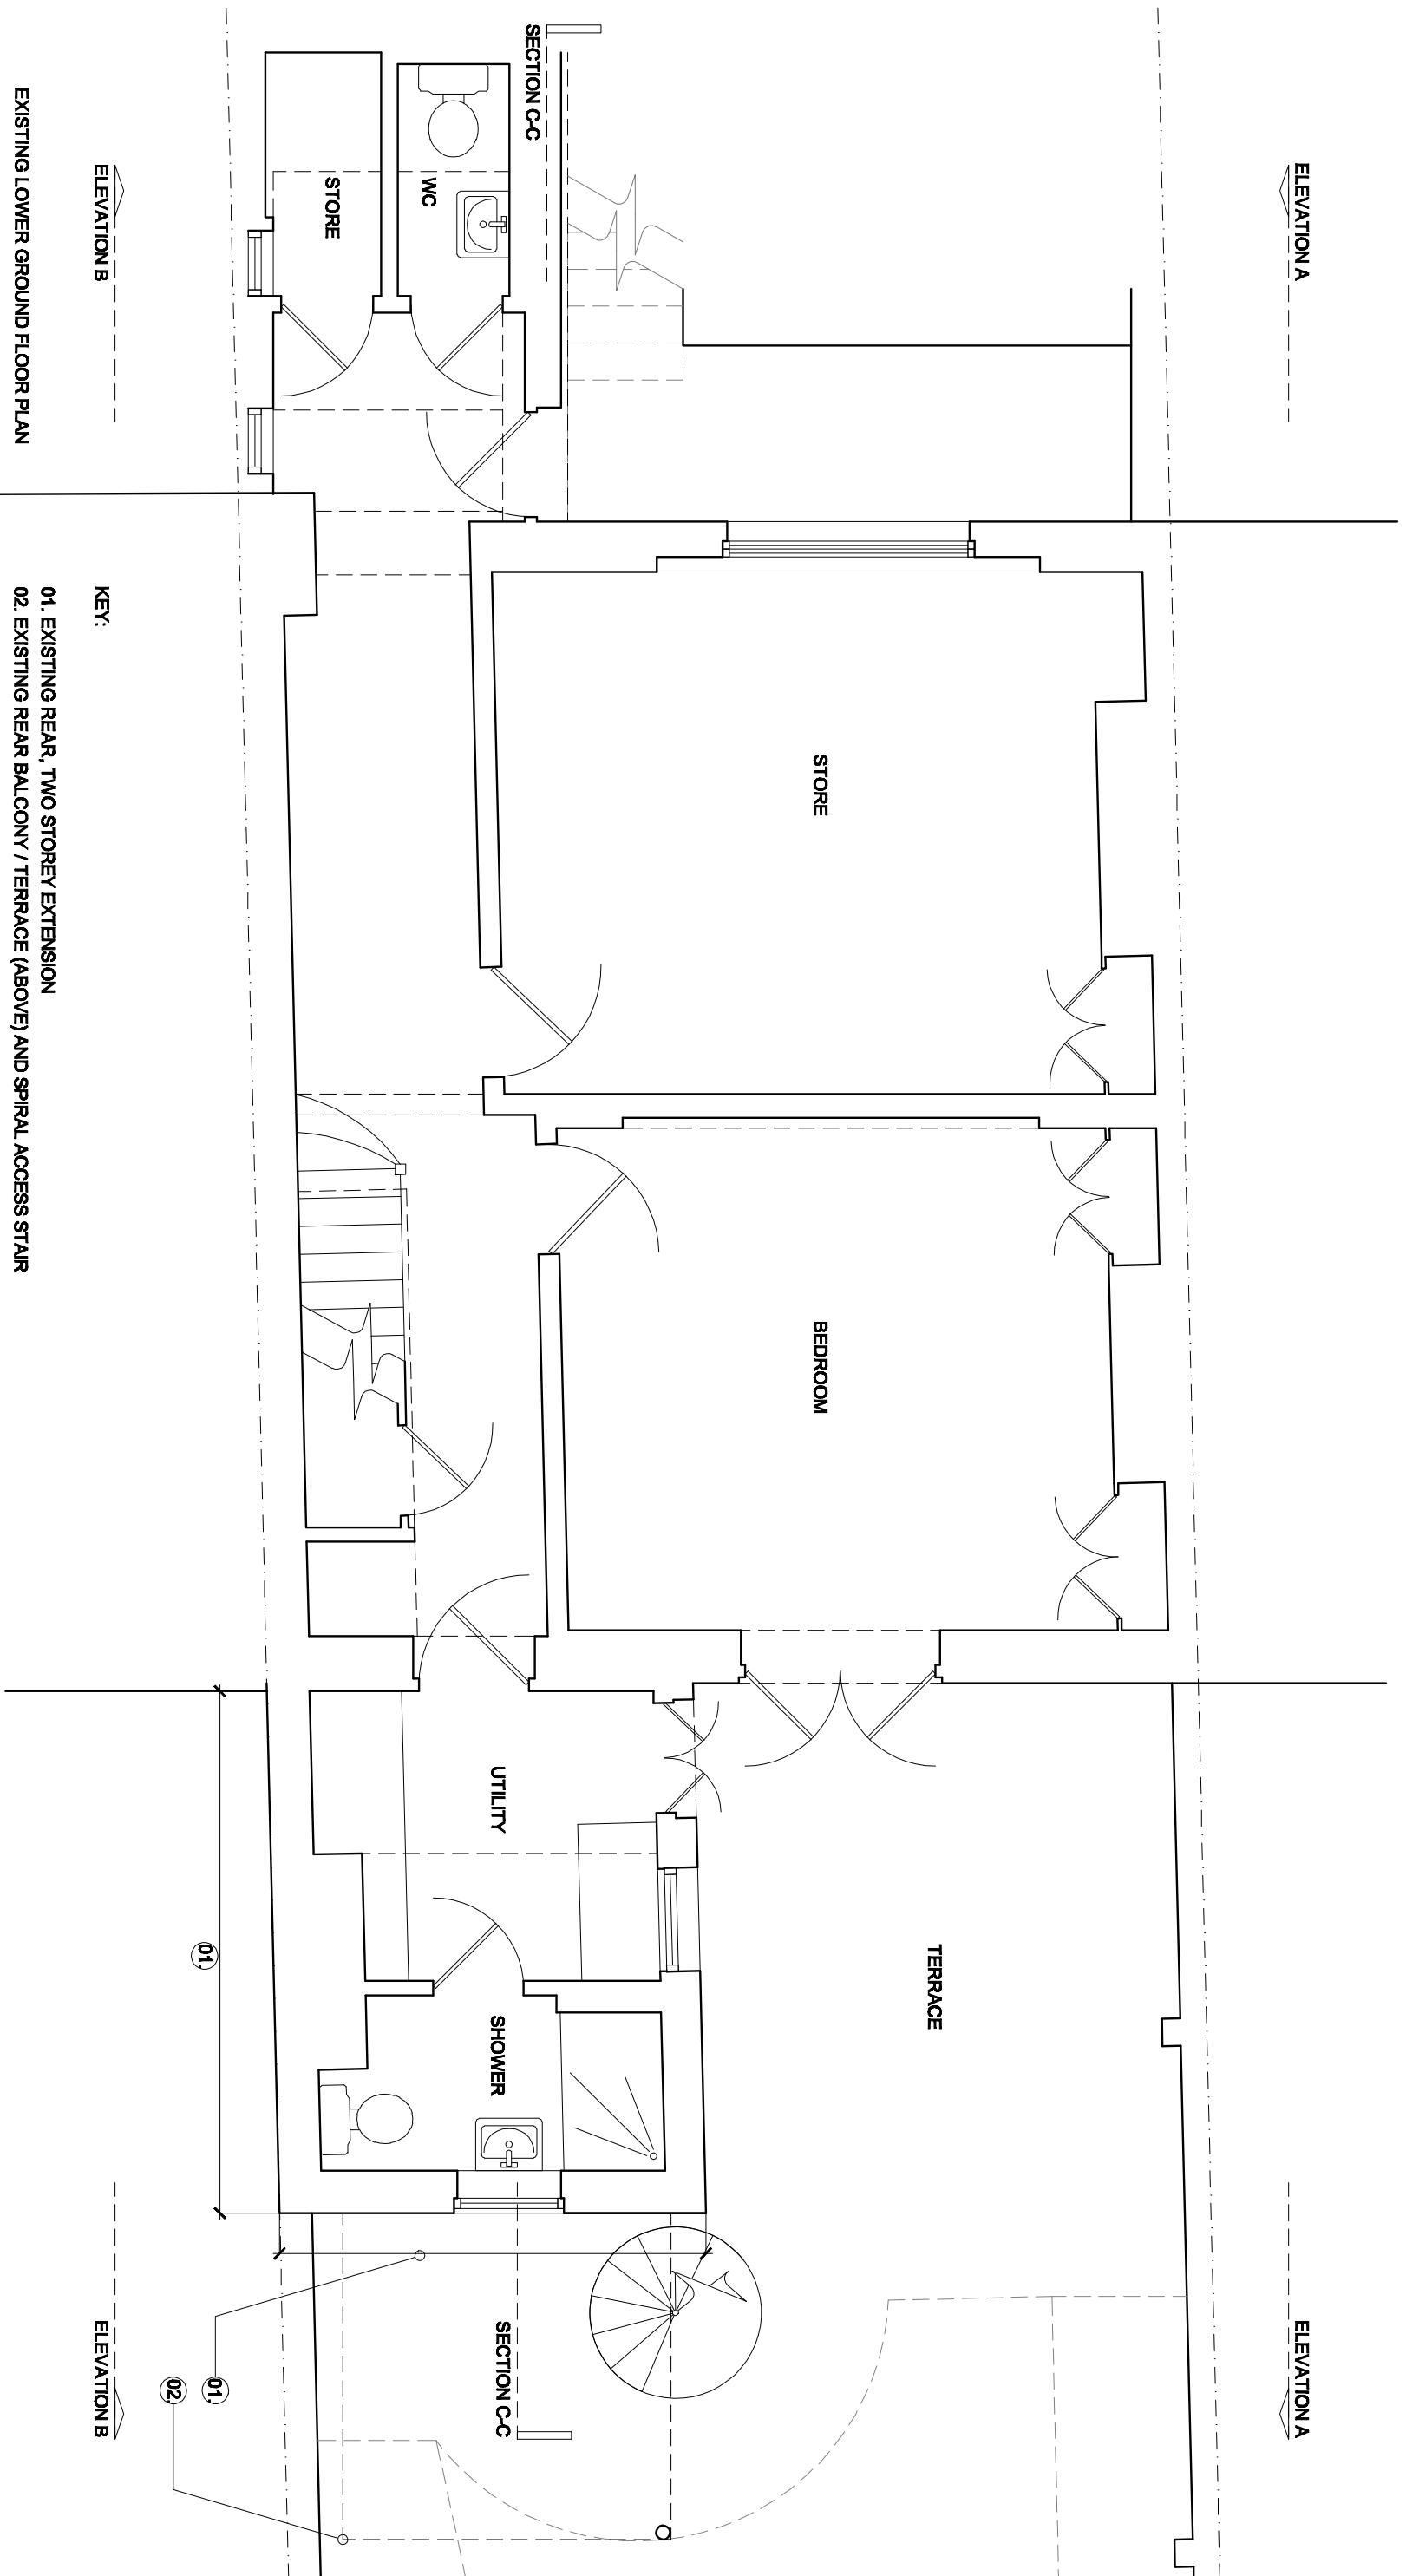 ELEVATION A
ELEVATION A
SECTION C-C
WC
STORE
STORE
BEDROOM
TERRACE
UTILITY
SHOWER
SECTION C-C
01.
01.
02.
ELEVATION B
ELEVATION B
EXISTING LOWER GROUND FLOOR PLAN
KEY:
01. EXISTING REAR, TWO STOREY EXTENSION
02. EXISTING REAR BALCONY / TERRACE (ABOVE) AND SPIRAL ACCESS STAIR